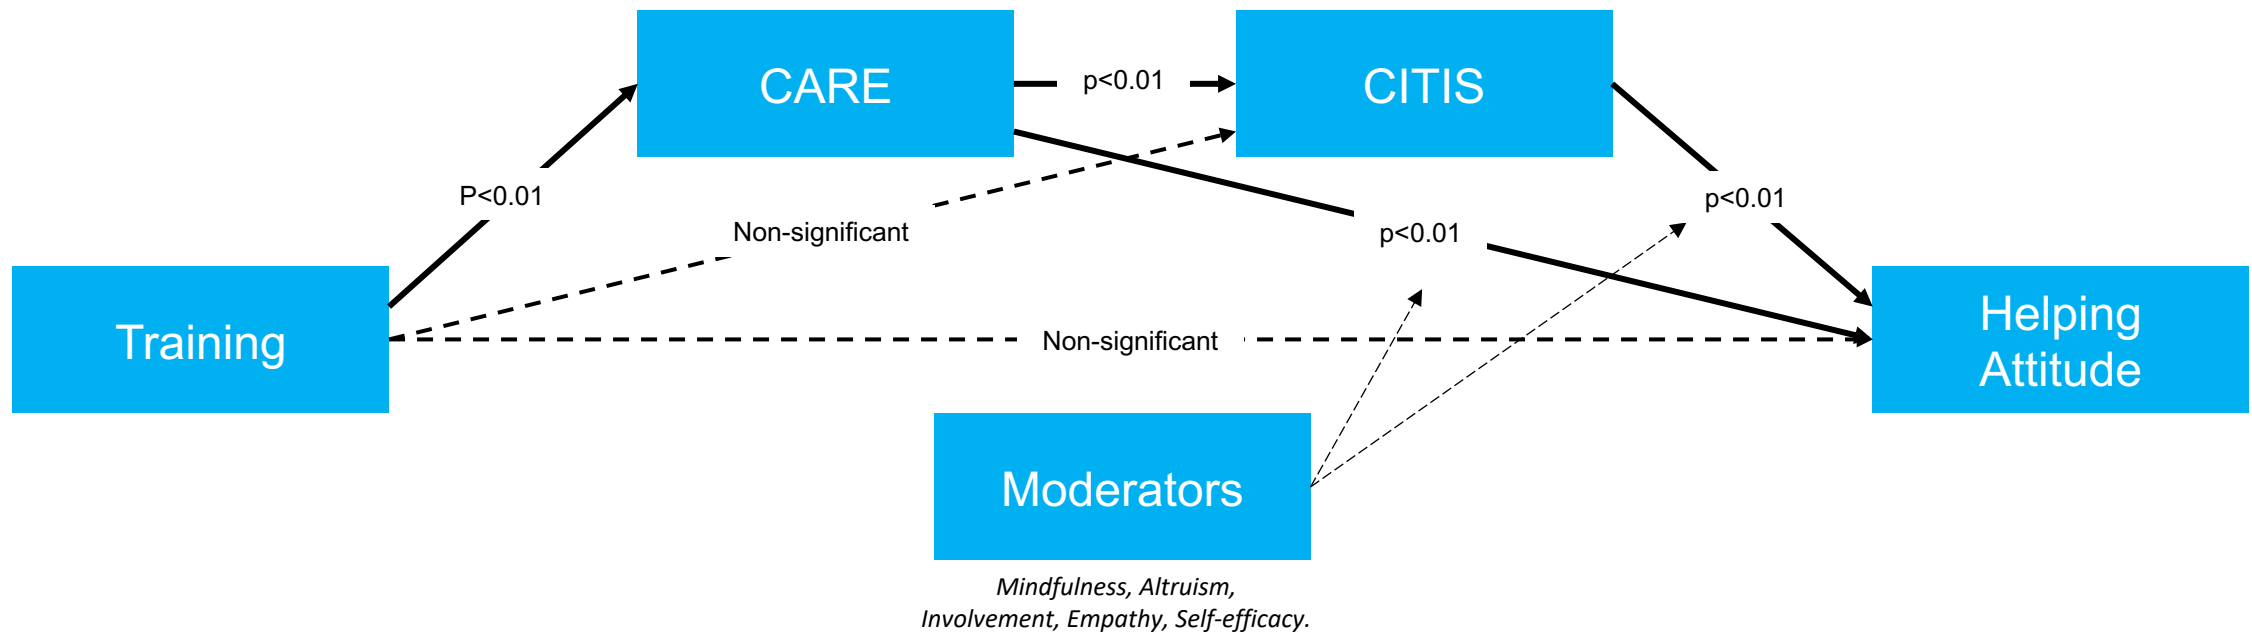 CARE
p<0.01
CITIS
P<0.01
p<0.01
Non-significant
p<0.01
Training
Non-significant
Helping
Attitude
Moderators
Mindfulness, Altruism,
Involvement, Empathy, Self-efficacy.